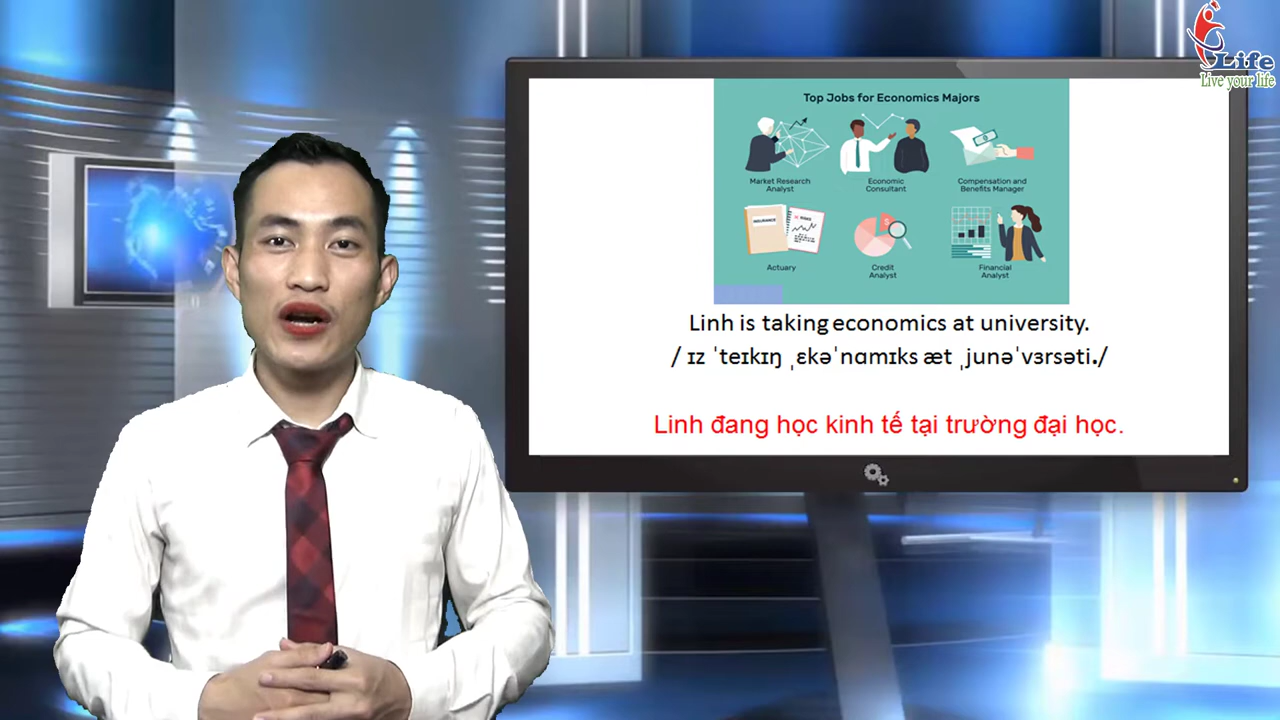 Life
Live your life
Top Jobs for Economics Majors
Market Research
Analyst
Economic
Consultant
Compensation and
Benefits Manager
INSURANCE
Actuary
Credit
Analyst
Financial
Analyst
Linh is taking economics at university.
/ ɪz ˈteɪkɪŋ ˌɛkəˈnɑmɪks æt ˌjunəˈvɜrsəti./
Linh đang học kinh tế tại trường đại học.